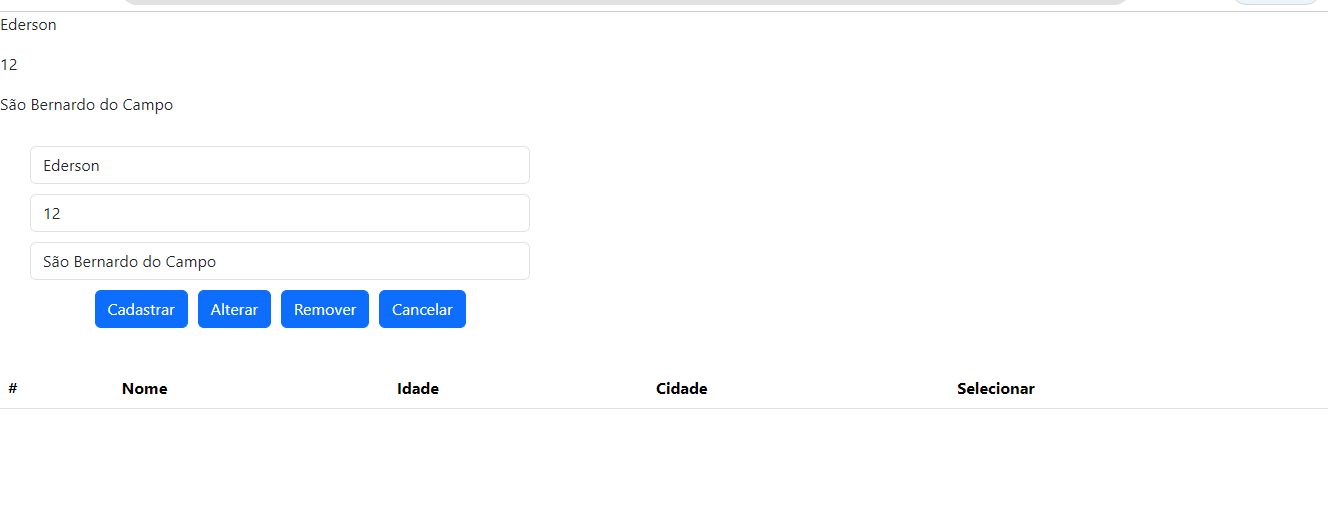 Ederson
12
São Bernardo do Campo
Ederson
12
São Bernardo do Campo
Cadastrar Alterar Remover Cancelar
# Nome Idade Cidade Selecionar